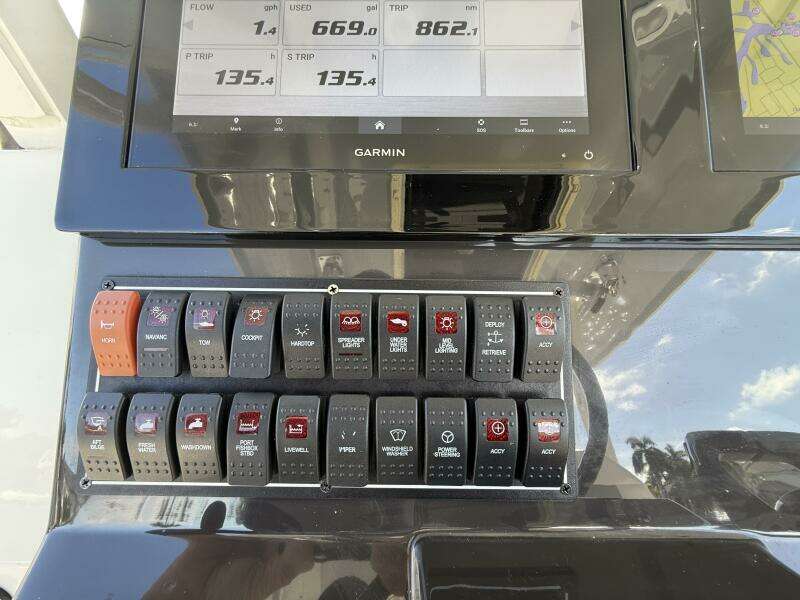 FLOW gph USED gal TRIP nm
1.4 669.0 862.1
P TRIP h S TRIP h
135.4 135.4
Mark Info SOS Toolbars Options
GARMIN
HORN NAV/ANC TOW COCKPIT HARDTOP SPREADER LIGHTS UNDER WATER LIGHTS MID LEVEL LIGHTING DEPLOY RETRIEVE ACCY
AFT BILGE FRESH WATER WASHDOWN PORT FISHBOX STBD LIVEWELL WIPER WINDSHIELD WASHER POWER STEERING ACCY ACCY